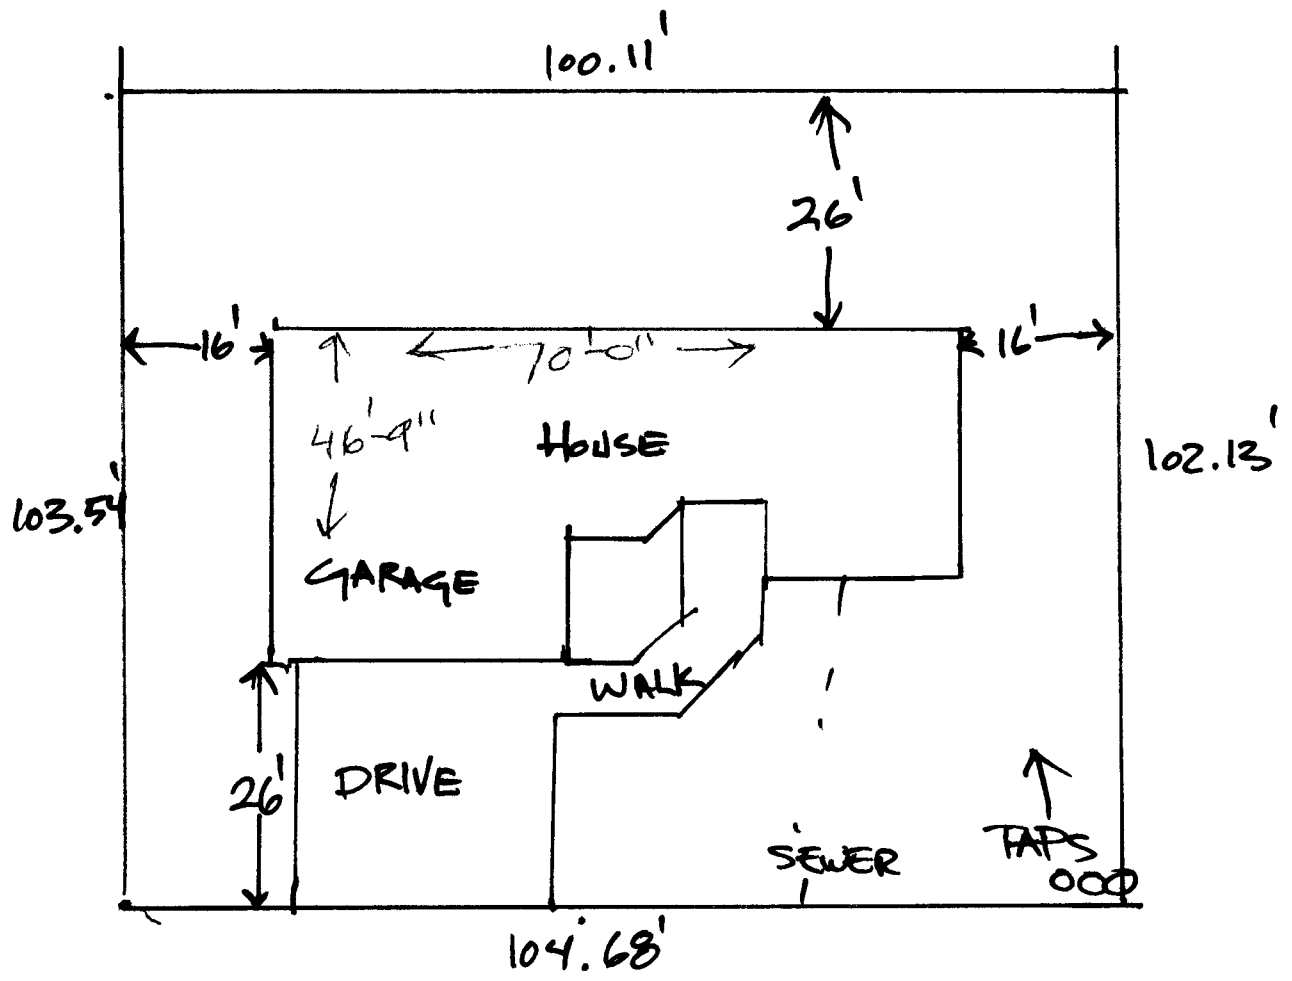 100.11'
26'
16'
16'
70'-0"
46'-9"
HOUSE
102.13'
103.54'
GARAGE
WALK
26'
DRIVE
TAPS
SEWER
104.68'